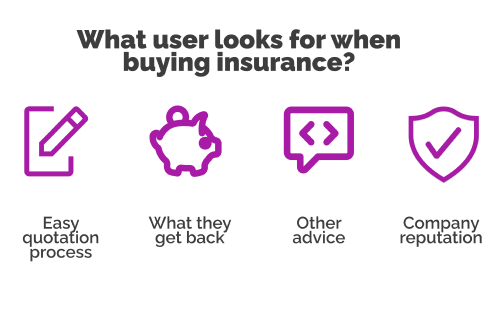 What user looks for when
buying insurance?
Easy
quotation
process
What they
get back
Other
advice
Company
reputation